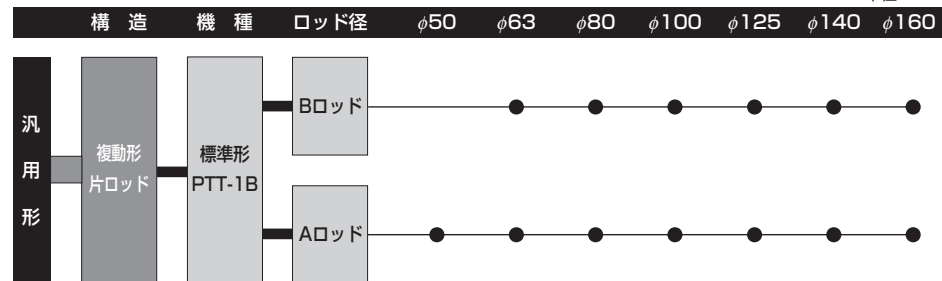 構 造 機 種 ロッド径 φ50 φ63 φ80 φ100 φ125 φ140 φ160
汎用形
複動形
片ロッド
標準形
PTT-1B
Bロッド
Aロッド